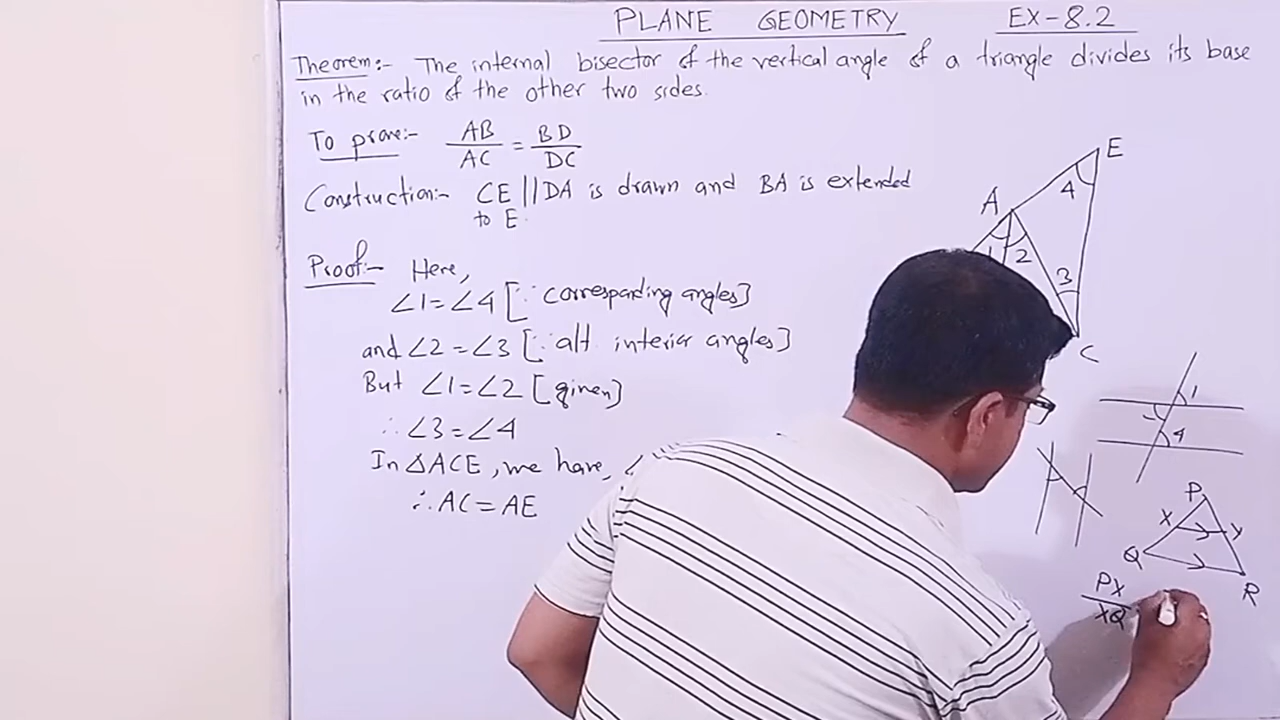 PLANE GEOMETRY EX-8.2
Theorem:- The internal bisector of the vertical angle of a triangle divides its base
in the ratio of the other two sides.
To prove:- AB/AC = BD/DC
Construction:- CE || DA is drawn and BA is extended
to E.
Proof:- Here,
∠1=∠4 [∵ corresponding angles]
and ∠2=∠3 [∵ alt. interior angles]
But ∠1=∠2 [given]
∴ ∠3=∠4
In △ACE, we have, ∠
∴ AC=AE
E
4
A
1 2
3
C
1
4
P
X Y
Q
R
PX/XQ